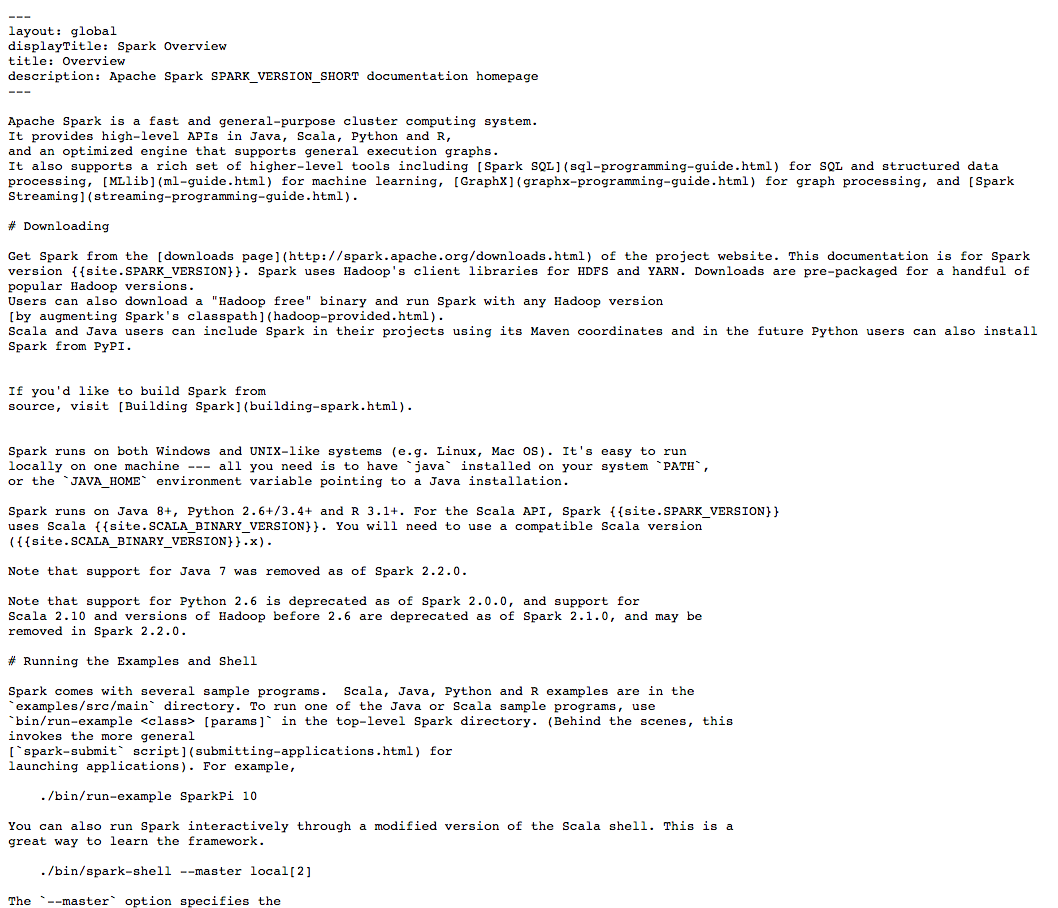 ---
layout: global
displayTitle: Spark Overview
title: Overview
description: Apache Spark SPARK_VERSION_SHORT documentation homepage
---
Apache Spark is a fast and general-purpose cluster computing system.
It provides high-level APIs in Java, Scala, Python and R,
and an optimized engine that supports general execution graphs.
It also supports a rich set of higher-level tools including [Spark SQL](sql-programming-guide.html) for SQL and structured data
processing, [MLlib](ml-guide.html) for machine learning, [GraphX](graphx-programming-guide.html) for graph processing, and [Spark
Streaming](streaming-programming-guide.html).
# Downloading
Get Spark from the [downloads page](http://spark.apache.org/downloads.html) of the project website. This documentation is for Spark
version {{site.SPARK_VERSION}}. Spark uses Hadoop's client libraries for HDFS and YARN. Downloads are pre-packaged for a handful of
popular Hadoop versions.
Users can also download a "Hadoop free" binary and run Spark with any Hadoop version
[by augmenting Spark's classpath](hadoop-provided.html).
Scala and Java users can include Spark in their projects using its Maven coordinates and in the future Python users can also install
Spark from PyPI.
If you'd like to build Spark from
source, visit [Building Spark](building-spark.html).
Spark runs on both Windows and UNIX-like systems (e.g. Linux, Mac OS). It's easy to run
locally on one machine --- all you need is to have `java` installed on your system `PATH`,
or the `JAVA_HOME` environment variable pointing to a Java installation.
Spark runs on Java 8+, Python 2.6+/3.4+ and R 3.1+. For the Scala API, Spark {{site.SPARK_VERSION}}
uses Scala {{site.SCALA_BINARY_VERSION}}. You will need to use a compatible Scala version
({{site.SCALA_BINARY_VERSION}}.x).
Note that support for Java 7 was removed as of Spark 2.2.0.
Note that support for Python 2.6 is deprecated as of Spark 2.0.0, and support for
Scala 2.10 and versions of Hadoop before 2.6 are deprecated as of Spark 2.1.0, and may be
removed in Spark 2.2.0.
# Running the Examples and Shell
Spark comes with several sample programs.  Scala, Java, Python and R examples are in the
`examples/src/main` directory. To run one of the Java or Scala sample programs, use
`bin/run-example <class> [params]` in the top-level Spark directory. (Behind the scenes, this
invokes the more general
[`spark-submit` script](submitting-applications.html) for
launching applications). For example,
    ./bin/run-example SparkPi 10
You can also run Spark interactively through a modified version of the Scala shell. This is a
great way to learn the framework.
    ./bin/spark-shell --master local[2]
The `--master` option specifies the